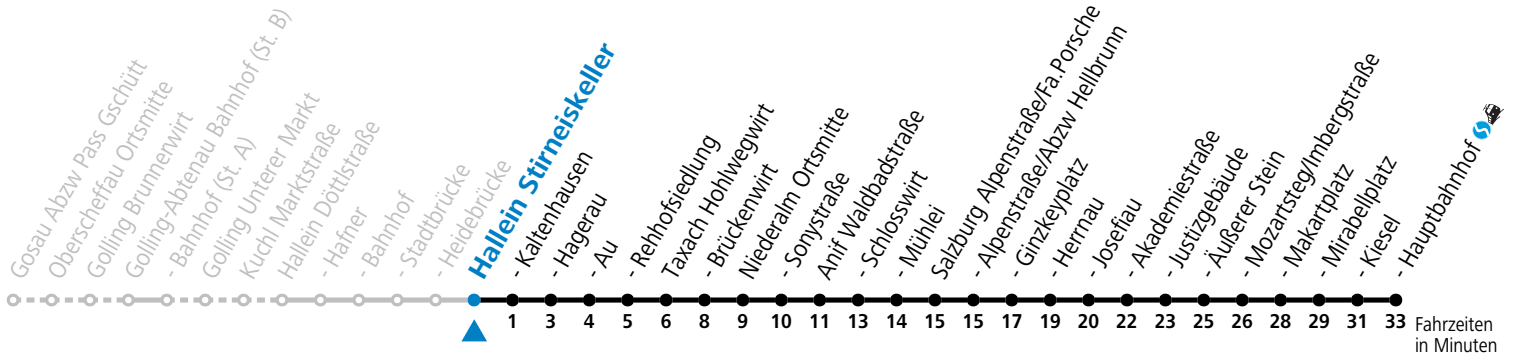 Gosau Abzw Pass Gschütt
Oberscheffau Ortsmitte
Golling Brunnerwirt
Golling-Abtenau Bahnhof (St. B)
- Bahnhof (St. A)
Golling Unterer Markt
Kuchl Marktstraße
Hallein Döttlstraße
- Hafner
- Bahnhof
- Stadtbrücke
- Heidebrücke
Hallein Stirneiskeller
- Kaltenhausen
- Hagerau
- Au
- Rehhofsiedlung
Taxach Hohlwegwirt
- Brückenwirt
Niederalm Ortsmitte
- Sonystraße
Anif Waldbadstraße
- Schlosswirt
- Mühlei
Salzburg Alpenstraße/Fa.Porsche
- Alpenstraße/Abzw Hellbrunn
- Ginzkeyplatz
- Herrnau
- Josefiau
- Akademiestraße
- Justizgebäude
- Äußerer Stein
- Mozartsteg/Imbergstraße
- Makartplatz
- Mirabellplatz
- Kiesel
- Hauptbahnhof
1 3 4 5 6 8 9 10 11 13 14 15 15 17 19 20 22 23 25 26 28 29 31 33 Fahrzeiten
in Minuten